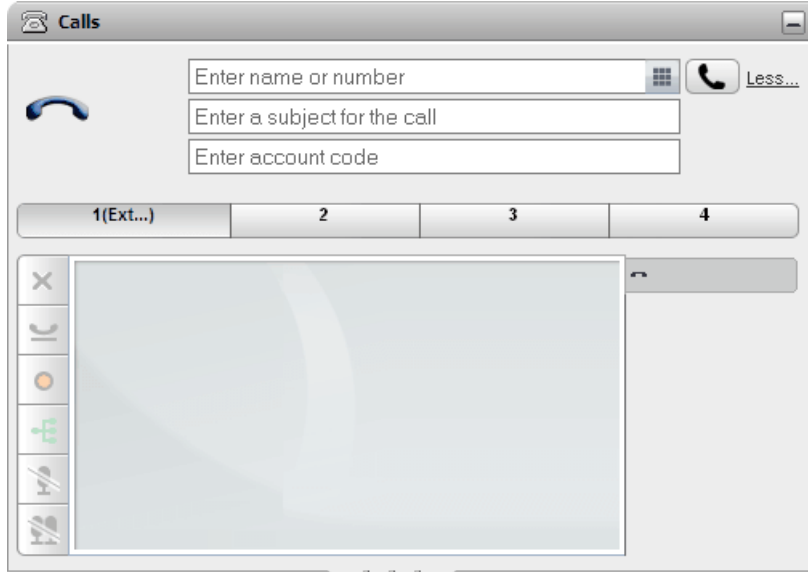 Calls
Enter name or number
Less...
Enter a subject for the call
Enter account code
1(Ext...)
2
3
4